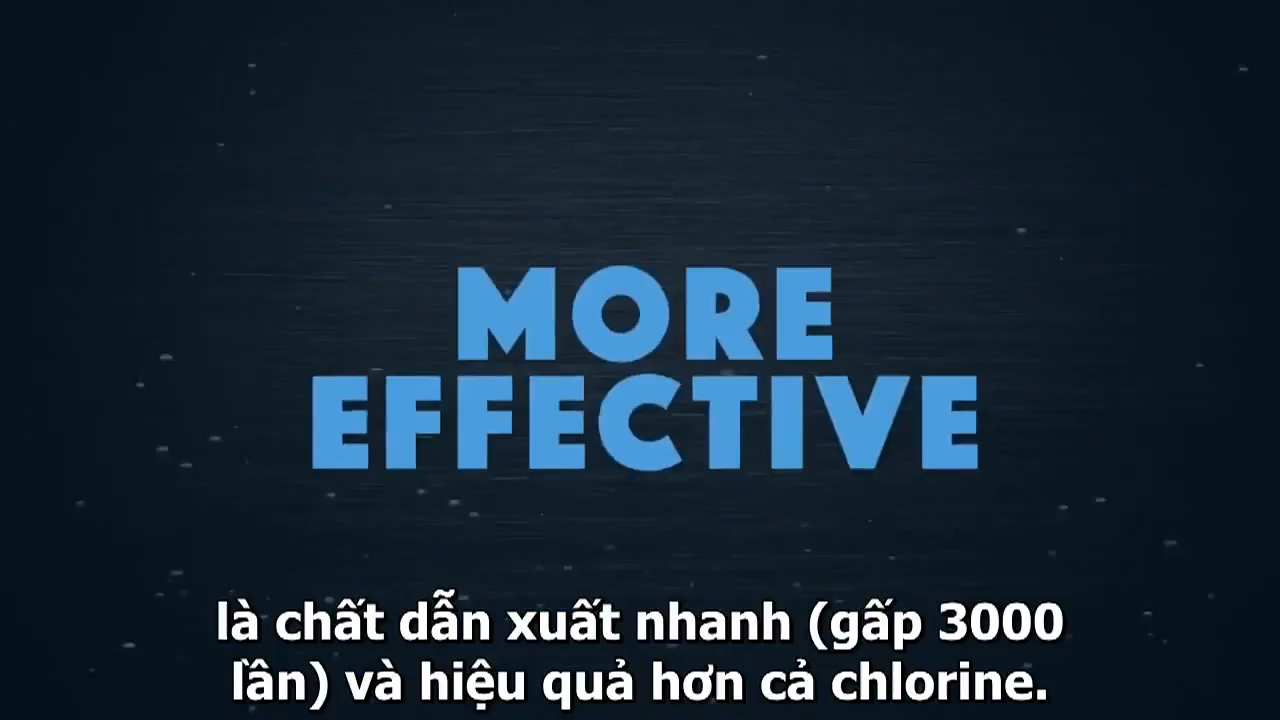 MORE
EFFECTIVE
là chất dẫn xuất nhanh (gấp 3000
lần) và hiệu quả hơn cả chlorine.